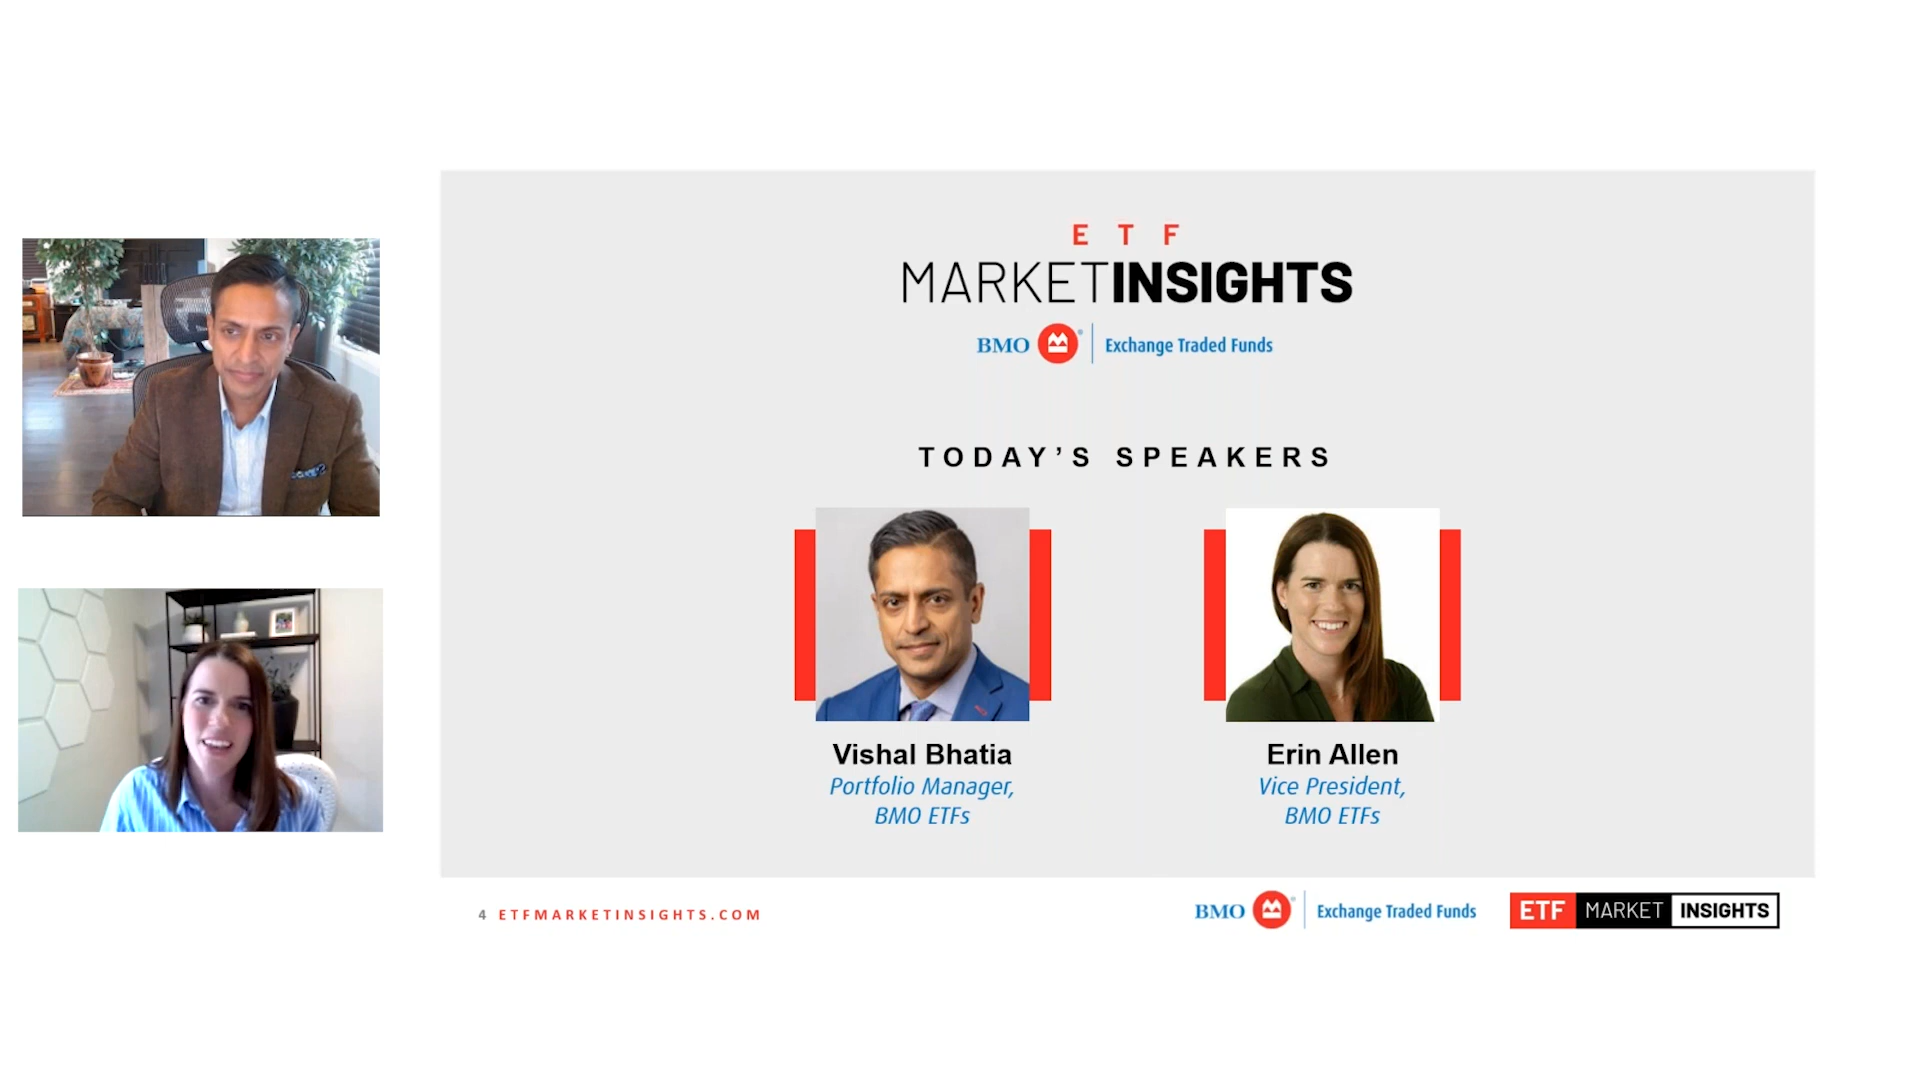 E T F
MARKETINSIGHTS
BMO Exchange Traded Funds
TODAY’S SPEAKERS
Vishal Bhatia
Portfolio Manager,
BMO ETFs
Erin Allen
Vice President,
BMO ETFs
4 ETFMARKETINSIGHTS.COM
BMO Exchange Traded Funds
ETF MARKET INSIGHTS